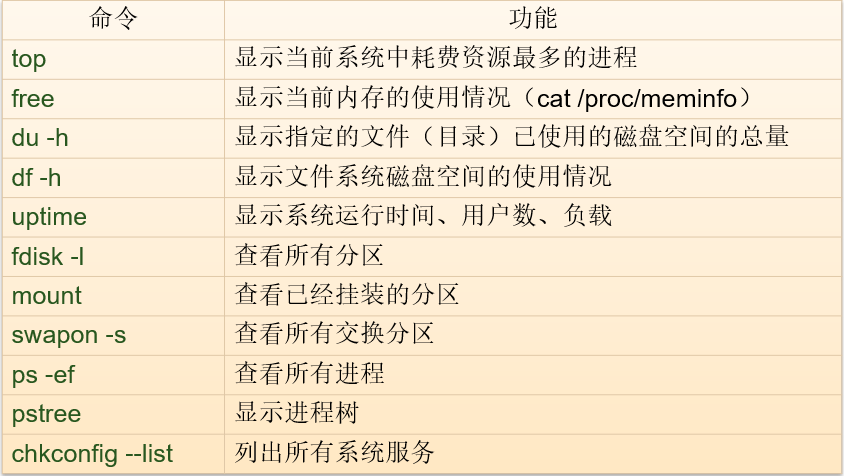 命令 功能
top 显示当前系统中耗费资源最多的进程
free 显示当前内存的使用情况（cat /proc/meminfo）
du -h 显示指定的文件（目录）已使用的磁盘空间的总量
df -h 显示文件系统磁盘空间的使用情况
uptime 显示系统运行时间、用户数、负载
fdisk -l 查看所有分区
mount 查看已经挂装的分区
swapon -s 查看所有交换分区
ps -ef 查看所有进程
pstree 显示进程树
chkconfig --list 列出所有系统服务